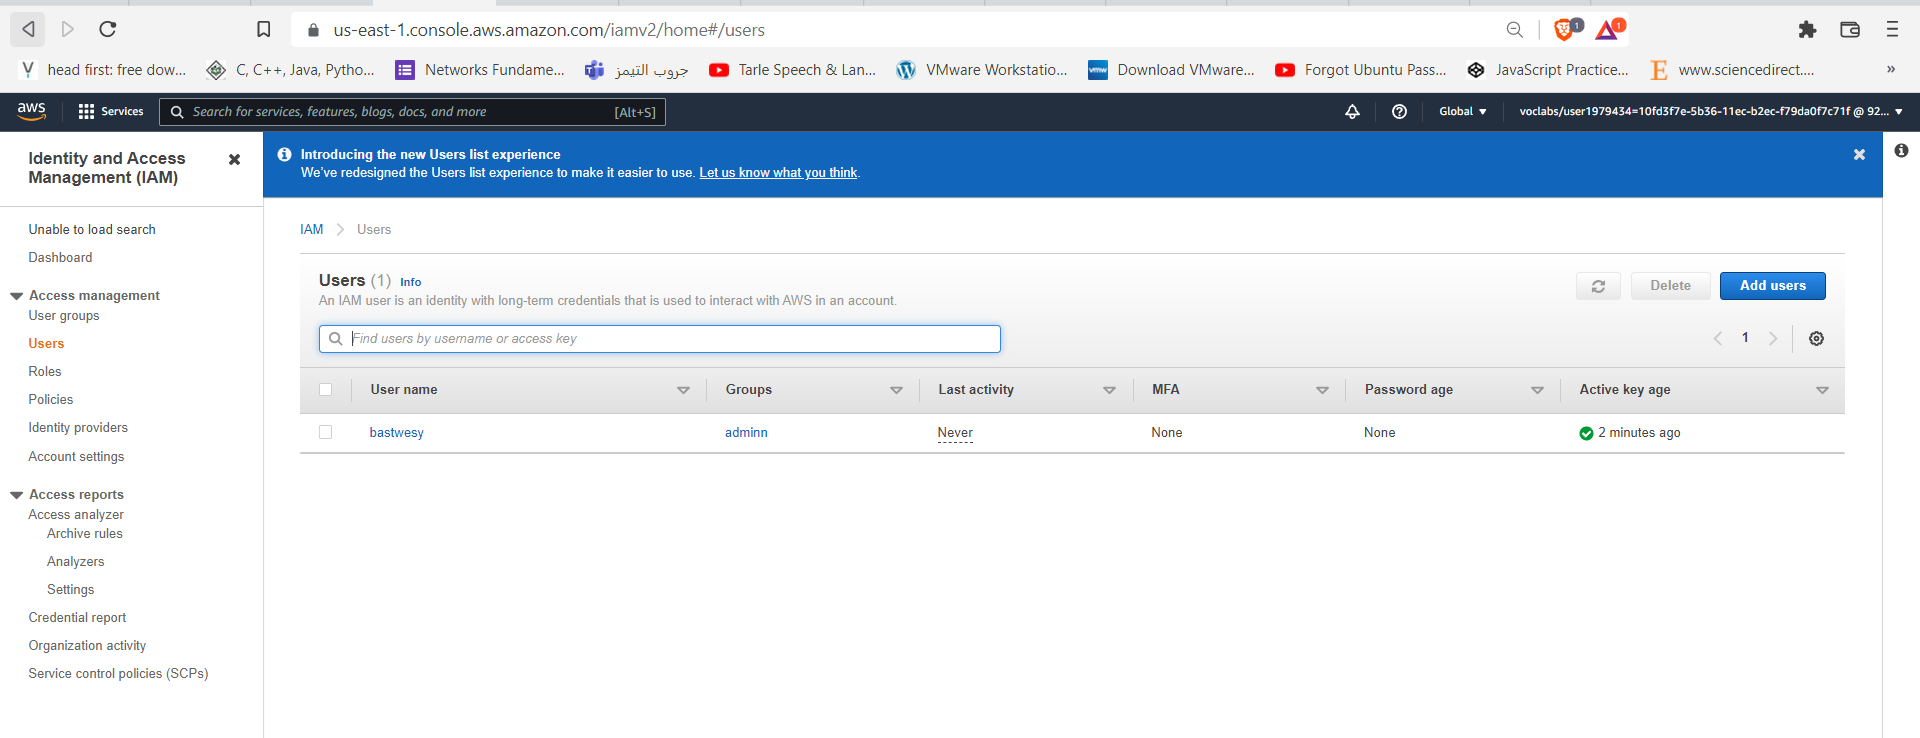 us-east-1.console.aws.amazon.com/iamv2/home#/users
1
1
head first: free dow...
C, C++, Java, Pytho...
Networks Fundame...
جروب التيمز
Tarle Speech & Lan...
VMware Workstatio...
vmw
Download VMware...
Forgot Ubuntu Pass...
JavaScript Practice...
E
www.sciencedirect....
»
aws
Services
Search for services, features, blogs, docs, and more
[Alt+S]
Global
voclabs/user1979434=10fd3f7e-5b36-11ec-b2ec-f79da0f7c71f @ 92...
Identity and Access
Management (IAM)
Introducing the new Users list experience
We've redesigned the Users list experience to make it easier to use. Let us know what you think.
Unable to load search
Dashboard
Access management
User groups
Users
Roles
Policies
Identity providers
Account settings
Access reports
Access analyzer
Archive rules
Analyzers
Settings
Credential report
Organization activity
Service control policies (SCPs)
IAM > Users
Users (1) Info
An IAM user is an identity with long-term credentials that is used to interact with AWS in an account.
Delete
Add users
Find users by username or access key
1
User name Groups Last activity MFA Password age Active key age
bastwesy adminn Never None None 2 minutes ago